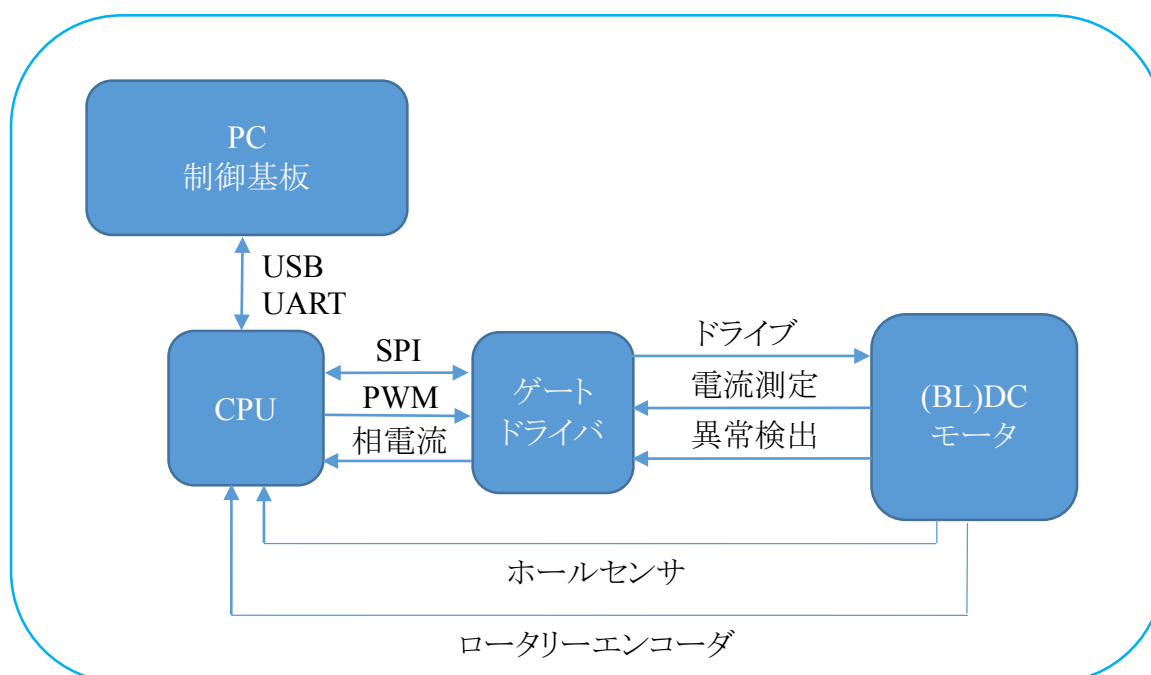 PC
制御基板
USB
UART
CPU
SPI
PWM
相電流
ゲート
ドライバ
ドライブ
電流測定
異常検出
(BL)DC
モータ
ホールセンサ
ロータリーエンコーダ